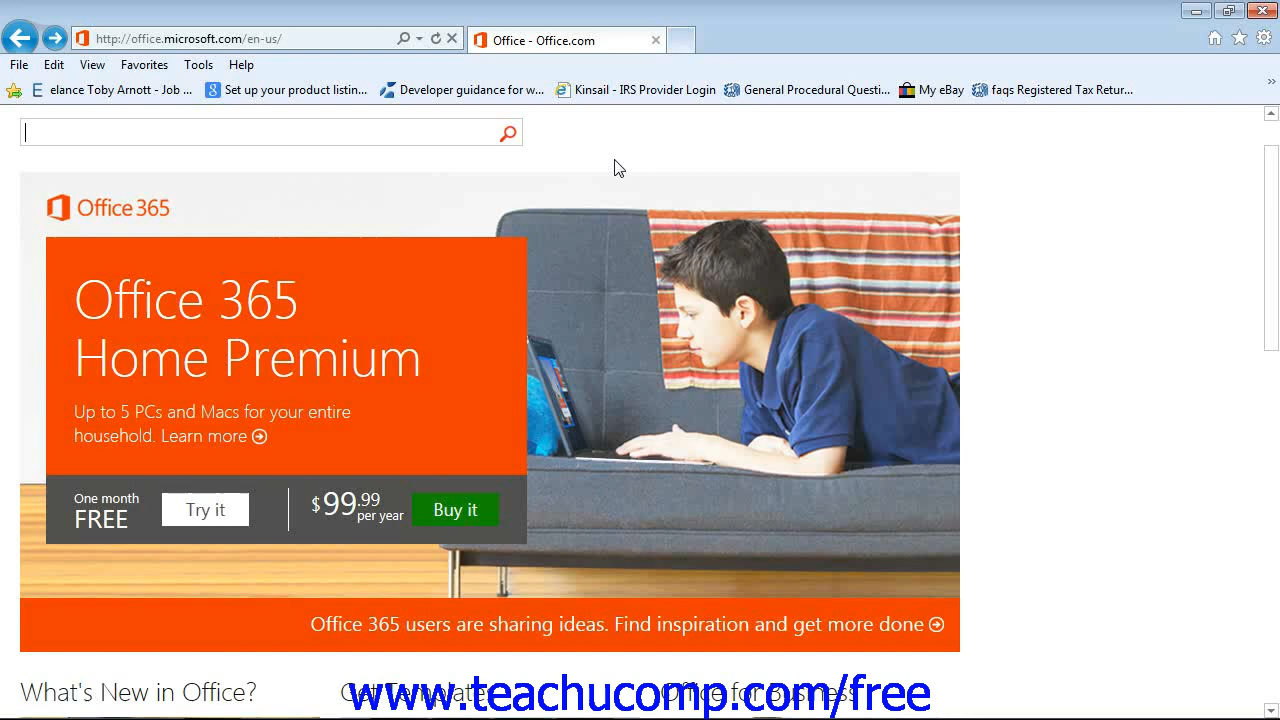 http://office.microsoft.com/en-us/
Office - Office.com
File Edit View Favorites Tools Help
elance Toby Arnott - Job ... Set up your product listin... Developer guidance for w... Kinsail - IRS Provider Login General Procedural Questi... My eBay faqs Registered Tax Retur...
Office 365
Office 365
Home Premium
Up to 5 PCs and Macs for your entire
household. Learn more
One month
FREE
Try it
$99.99
per year
Buy it
Office 365 users are sharing ideas. Find inspiration and get more done
What's New in Office? Get Templates Office for Business
www.teachucomp.com/free